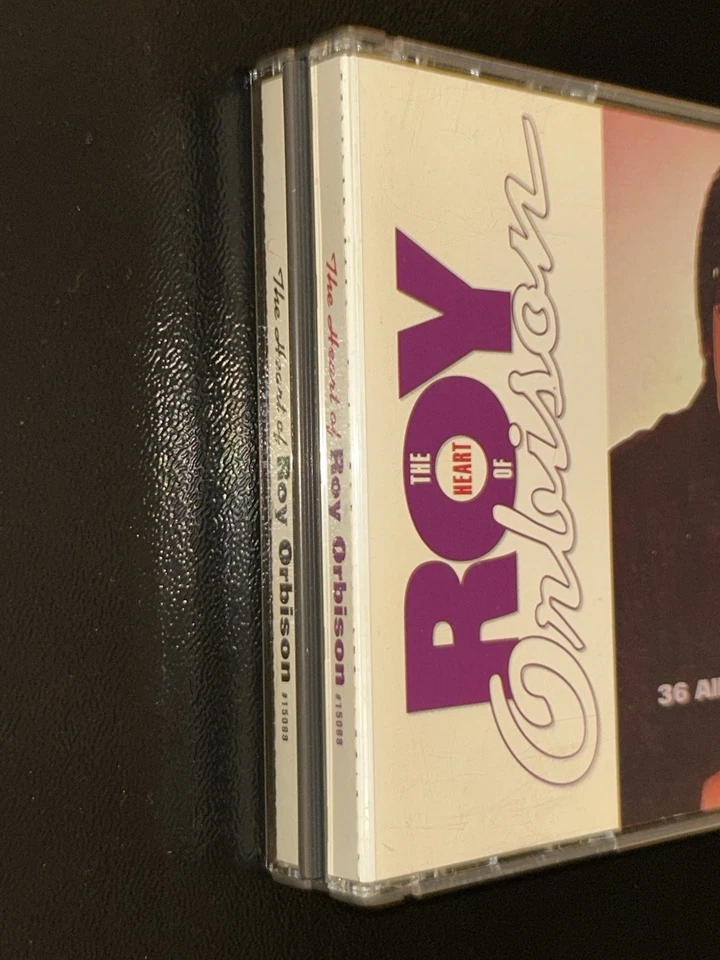 The Heart of Roy Orbison #15088
The Heart of Roy Orbison #15088
THE
HEART
OF
ROY
Orbison
36 All